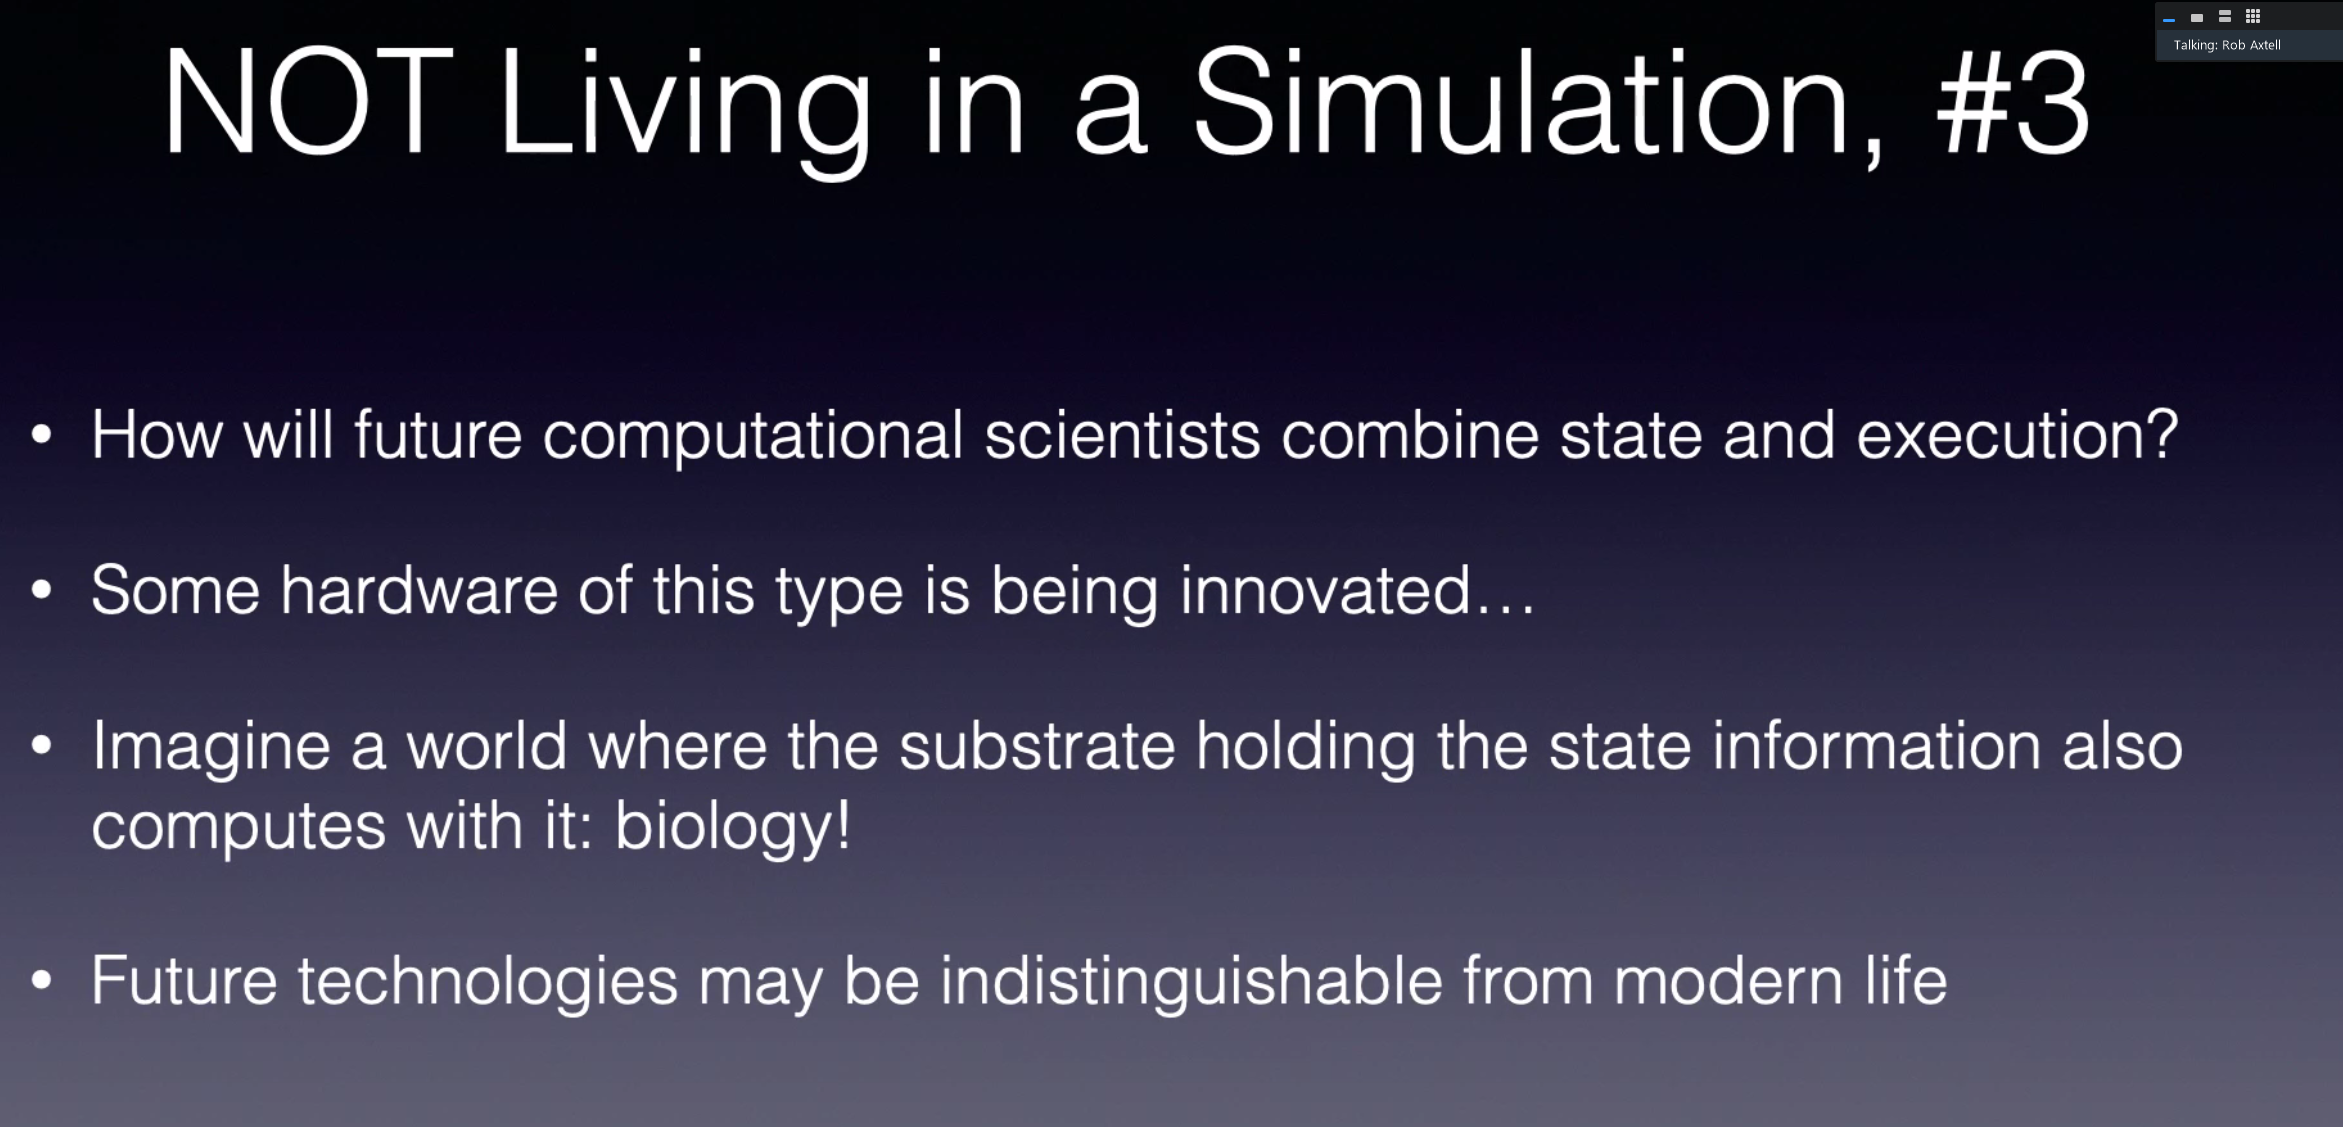 NOT Living in a Simulation, #3
Talking: Rob Axtell
• How will future computational scientists combine state and execution?
• Some hardware of this type is being innovated…
• Imagine a world where the substrate holding the state information also
computes with it: biology!
• Future technologies may be indistinguishable from modern life